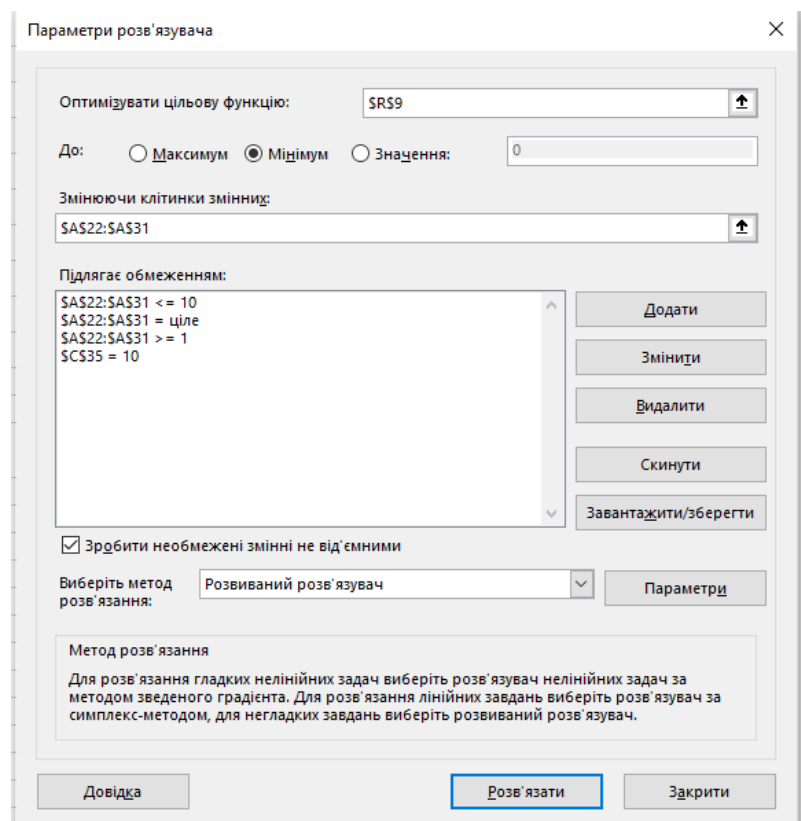 Параметри розв'язувача
Оптимізувати цільову функцію: $R$9
До: Максимум Мінімум Значення: 0
Змінюючи клітинки змінних:
$A$22:$A$31
Підлягає обмеженням:
$A$22:$A$31 <= 10
$A$22:$A$31 = ціле
$A$22:$A$31 >= 1
$C$35 = 10
Додати
Змінити
Видалити
Скинути
Завантажити/зберегти
Зробити необмежені змінні не від'ємними
Виберіть метод
розв'язання:
Розвиваний розв'язувач
Параметри
Метод розв'язання
Для розв'язання гладких нелінійних задач виберіть розв'язувач нелінійних задач за
методом зведеного градієнта. Для розв'язання лінійних завдань виберіть розв'язувач за
симплекс-методом, для негладких завдань виберіть розвиваний розв'язувач.
Довідка
Розв'язати
Закрити